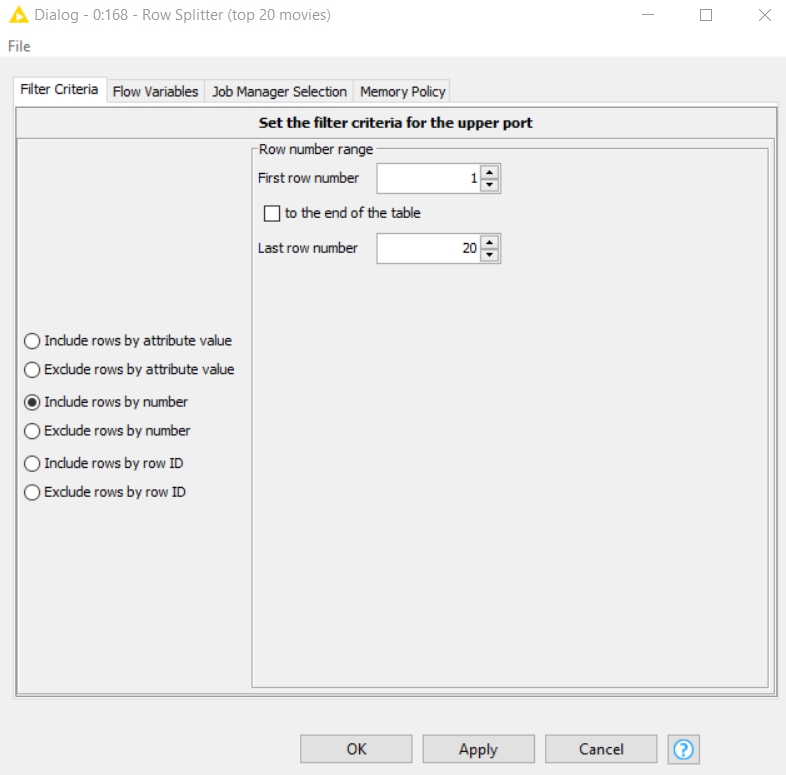 Dialog - 0:168 - Row Splitter (top 20 movies)
File
Filter Criteria Flow Variables Job Manager Selection Memory Policy
Set the filter criteria for the upper port
Row number range
First row number 1
to the end of the table
Last row number 20
Include rows by attribute value
Exclude rows by attribute value
Include rows by number
Exclude rows by number
Include rows by row ID
Exclude rows by row ID
OK Apply Cancel ?